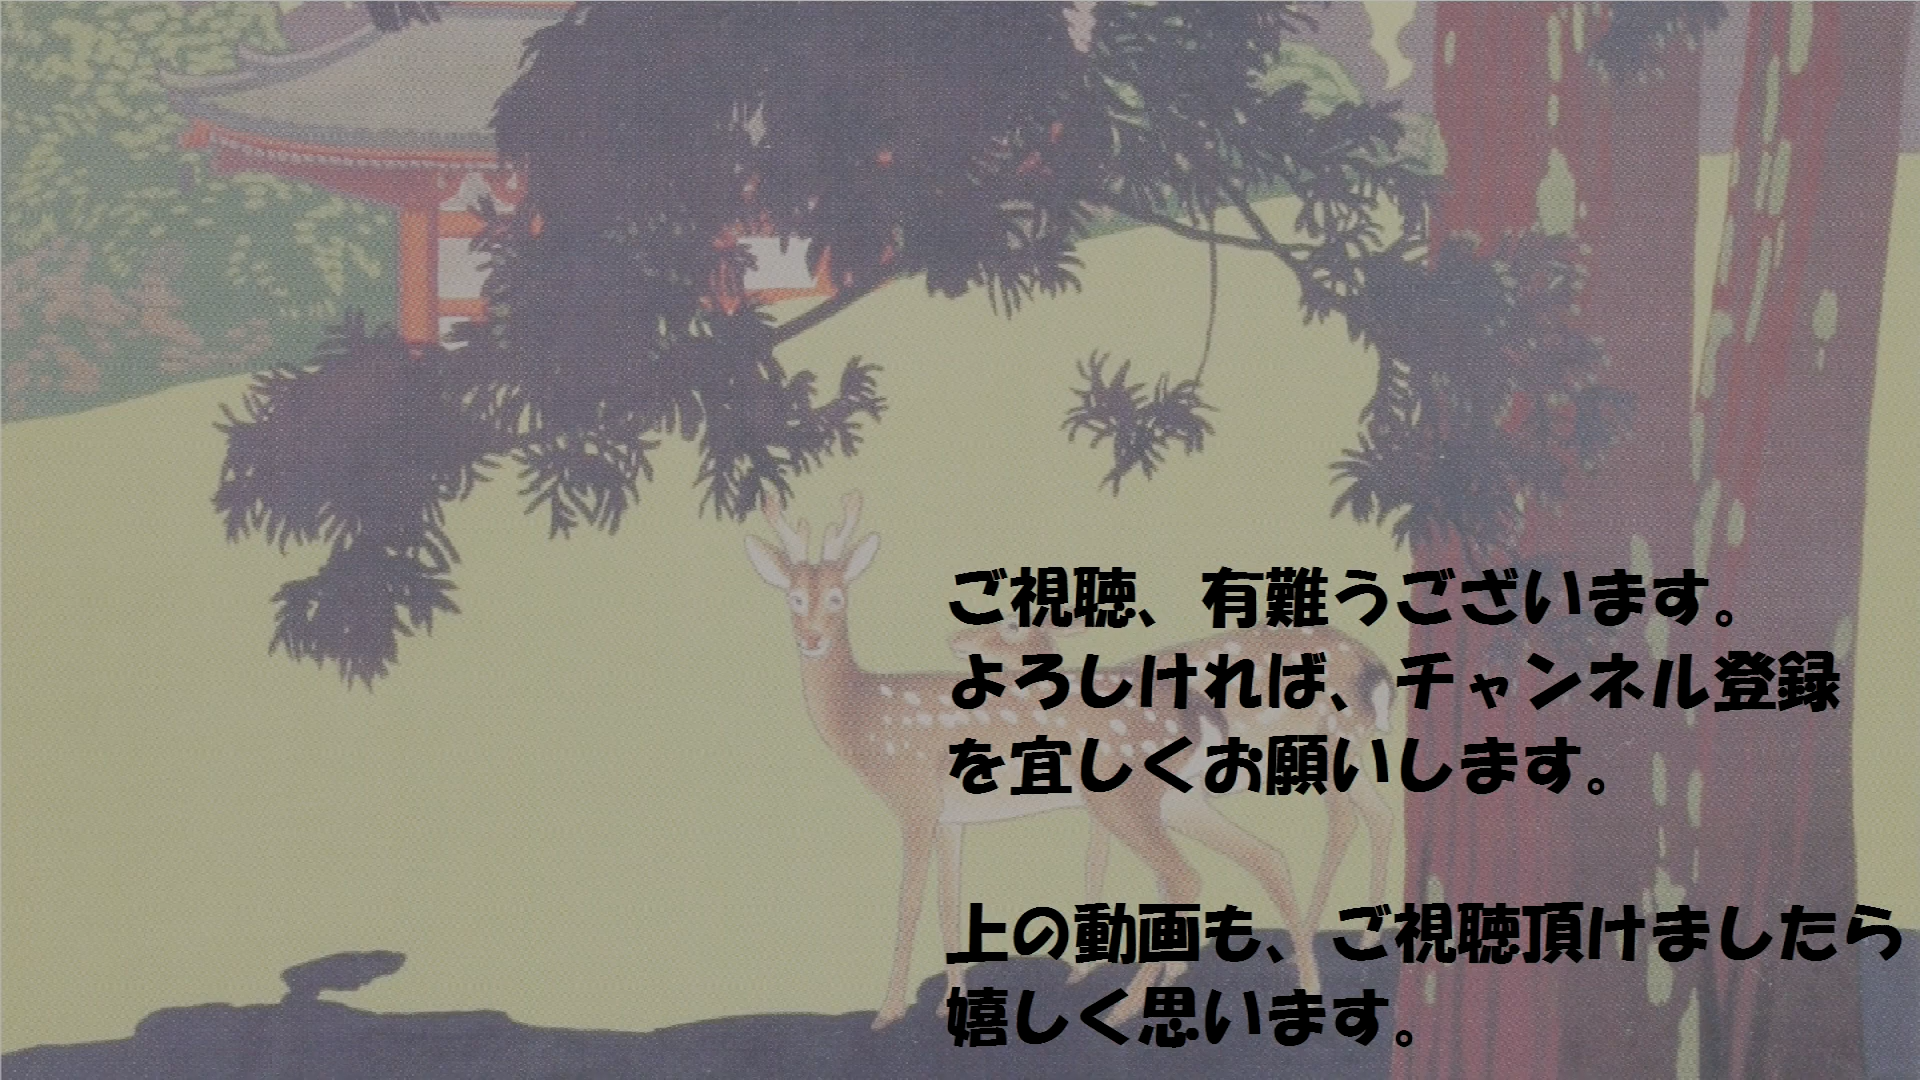 ご視聴、有難うございます。
よろしければ、チャンネル登録
を宜しくお願いします。
上の動画も、ご視聴頂けましたら
嬉しく思います。